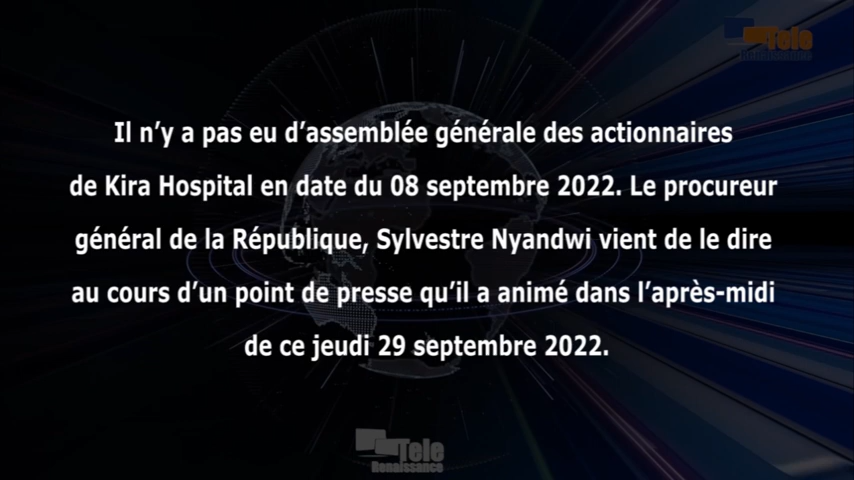 Tele
Renaissance
Il n’y a pas eu d’assemblée générale des actionnaires
de Kira Hospital en date du 08 septembre 2022. Le procureur
général de la République, Sylvestre Nyandwi vient de le dire
au cours d’un point de presse qu’il a animé dans l’après-midi
de ce jeudi 29 septembre 2022.
Tele
Renaissance